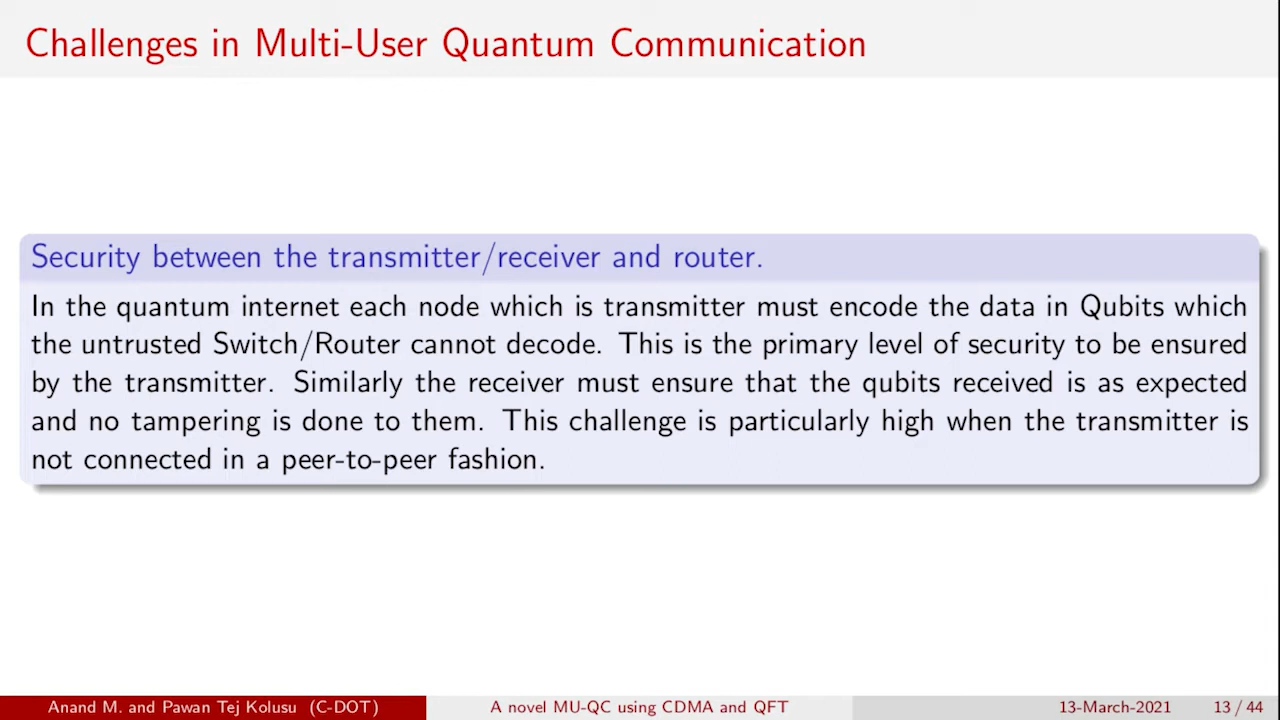 Challenges in Multi-User Quantum Communication
Security between the transmitter/receiver and router.
In the quantum internet each node which is transmitter must encode the data in Qubits which
the untrusted Switch/Router cannot decode. This is the primary level of security to be ensured
by the transmitter. Similarly the receiver must ensure that the qubits received is as expected
and no tampering is done to them. This challenge is particularly high when the transmitter is
not connected in a peer-to-peer fashion.
Anand M. and Pawan Tej Kolusu (C-DOT) A novel MU-QC using CDMA and QFT 13-March-2021 13 / 44